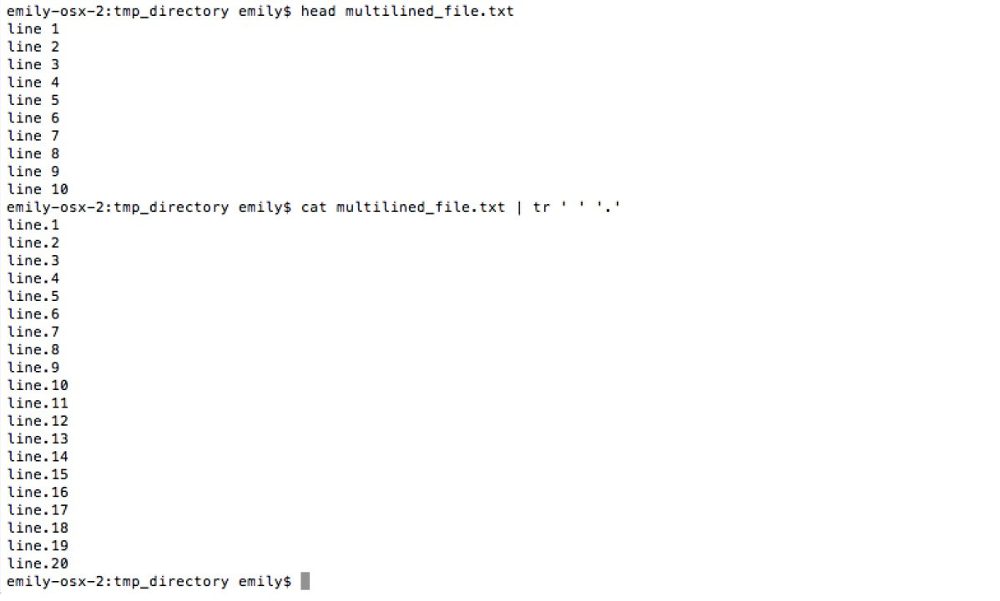 emily-osx-2:tmp_directory emily$ head multilined_file.txt
line 1
line 2
line 3
line 4
line 5
line 6
line 7
line 8
line 9
line 10
emily-osx-2:tmp_directory emily$ cat multilined_file.txt | tr ' ' '.'
line.1
line.2
line.3
line.4
line.5
line.6
line.7
line.8
line.9
line.10
line.11
line.12
line.13
line.14
line.15
line.16
line.17
line.18
line.19
line.20
emily-osx-2:tmp_directory emily$